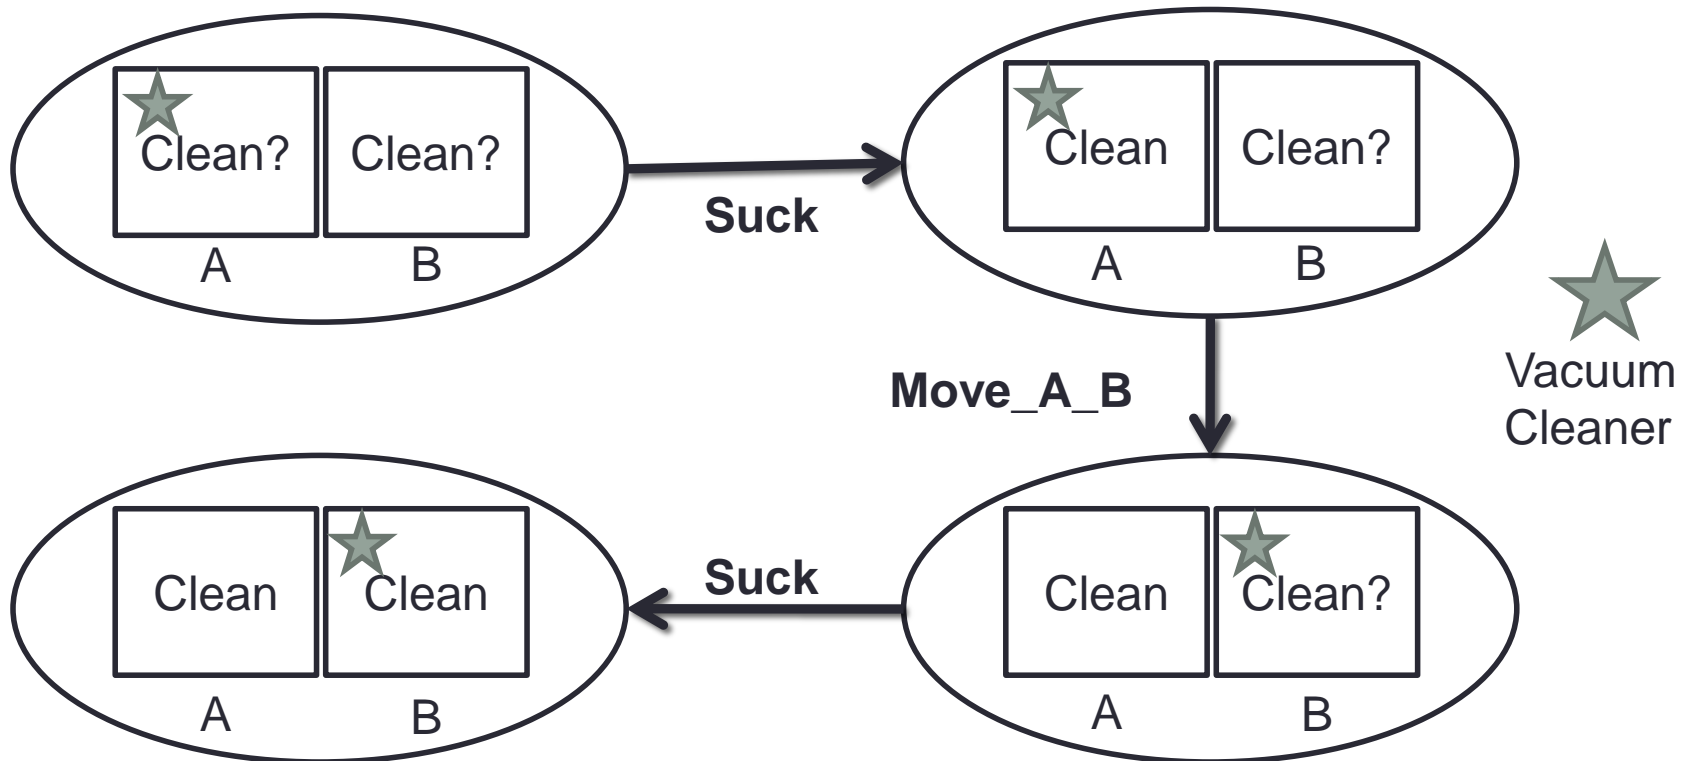 Clean? Clean?
A B
Suck
Clean Clean?
A B
Move_A_B
Vacuum
Cleaner
Clean Clean?
A B
Suck
Clean Clean
A B